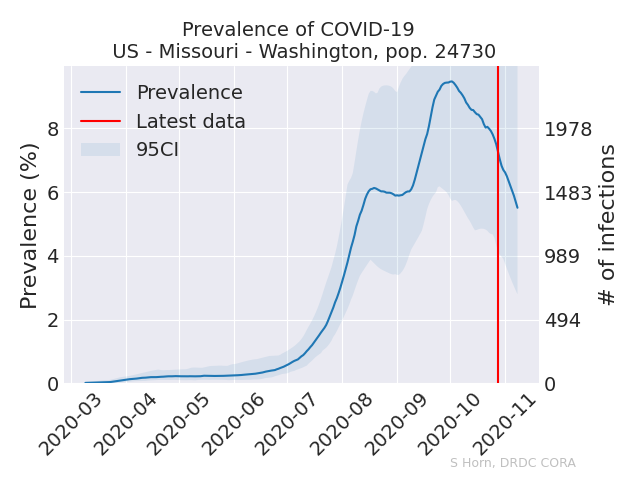 Prevalence of COVID-19
US - Missouri - Washington, pop. 24730
Prevalence
Latest data
95CI
Prevalence (%)
8
6
4
2
0
1978
1483
989
494
0
# of infections
2020-03
2020-04
2020-05
2020-06
2020-07
2020-08
2020-09
2020-10
2020-11
S Horn, DRDC CORA